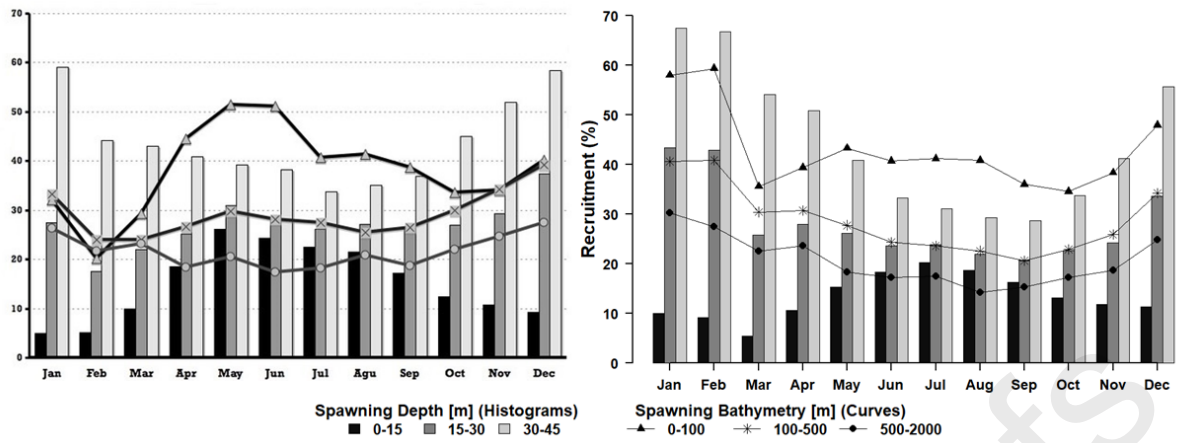 70
60
50
40
30
20
10
0
Jan Feb Mar Apr May Jun Jul Agu Sep Oct Nov Dec
Recruitment (%)
70
60
50
40
30
20
10
0
Jan Feb Mar Apr May Jun Jul Aug Sep Oct Nov Dec
Spawning Depth [m] (Histograms)
0-15 15-30 30-45
Spawning Bathymetry [m] (Curves)
0-100 100-500 500-2000
fs